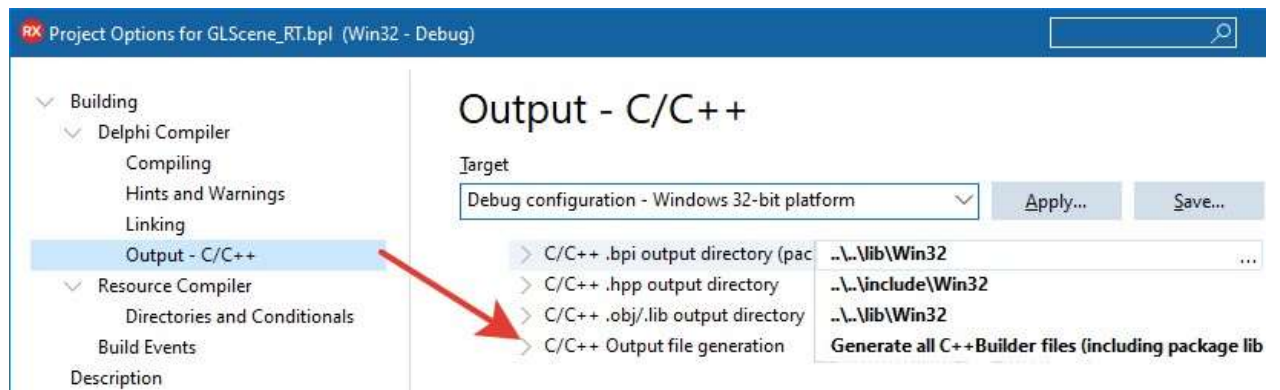 RX Project Options for GLScene_RT.bpl (Win32 - Debug)
Building
Delphi Compiler
Compiling
Hints and Warnings
Linking
Output - C/C++
Resource Compiler
Directories and Conditionals
Build Events
Description
Output - C/C++
Target
Debug configuration - Windows 32-bit platform
Apply...
Save...
C/C++ .bpi output directory (pac ..\..\lib\Win32 ...
C/C++ .hpp output directory ..\..\include\Win32
C/C++ .obj/.lib output directory ..\..\lib\Win32
C/C++ Output file generation Generate all C++Builder files (including package lib